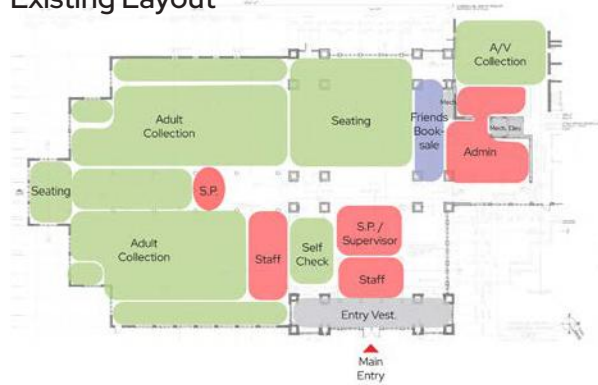 Existing Layout
A/V
Collection
Mech.
Adult
Collection
Seating
Friends
Book-
sale
Mech. Elev.
Admin
Seating
S.P.
Adult
Collection
Staff
Self
Check
S.P. /
Supervisor
Staff
Entry Vest.
Main
Entry